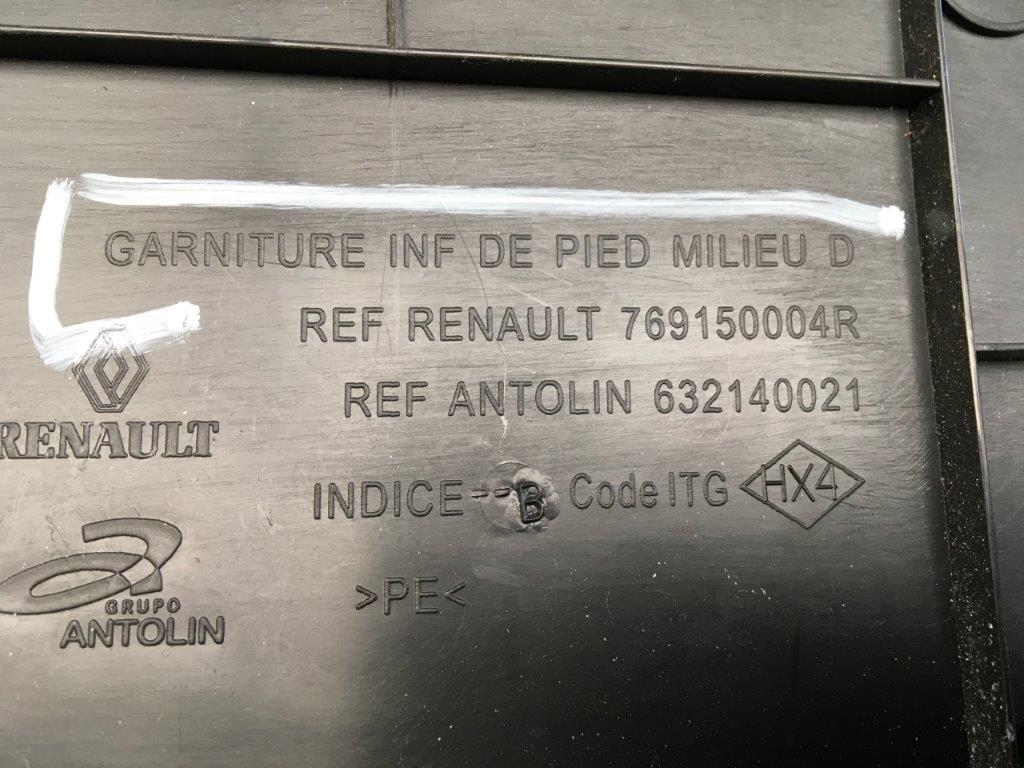 GARNITURE INF DE PIED MILIEU D
REF RENAULT 769150004R
RENAULT
REF ANTOLIN 632140021
INDICE -- B Code ITG HX4
>PE<
GRUPO
ANTOLIN